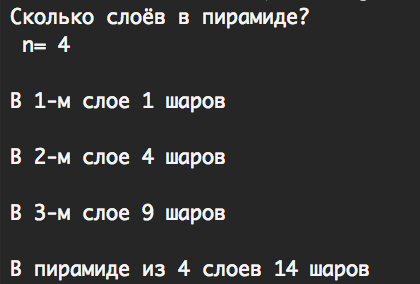 Сколько слоёв в пирамиде?
n= 4
В 1-м слое 1 шаров
В 2-м слое 4 шаров
В 3-м слое 9 шаров
В пирамиде из 4 слоев 14 шаров